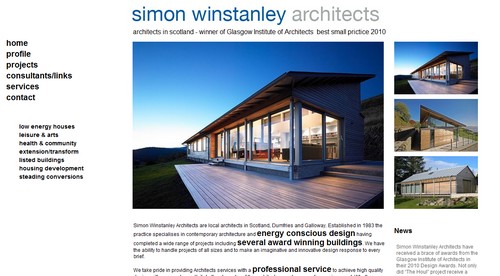 simon winstanley architects
architects in scotland - winner of Glasgow Institute of Architects best small prictice 2010
home
profile
projects
consultants/links
services
contact
low energy houses
leisure & arts
health & community
extension/transform
listed buildings
housing development
steading conversions
Simon Winstanley Architects are local architects in Scotland, Dumfries and Galloway. Established in 1983 the
practice specialises in contemporary architecture and energy conscious design having
completed a wide range of projects including several award winning buildings. We have
the ability to handle projects of all sizes and to make an imaginative and innovative design response to every
brief.
We take pride in providing Architects services with a professional service to achieve high quality
News
Simon Winstanley Architects have
received a brace of awards from the
Glasgow Institute of Architects in
their 2010 Design Awards. Not only
did 'The Houl' project receive a